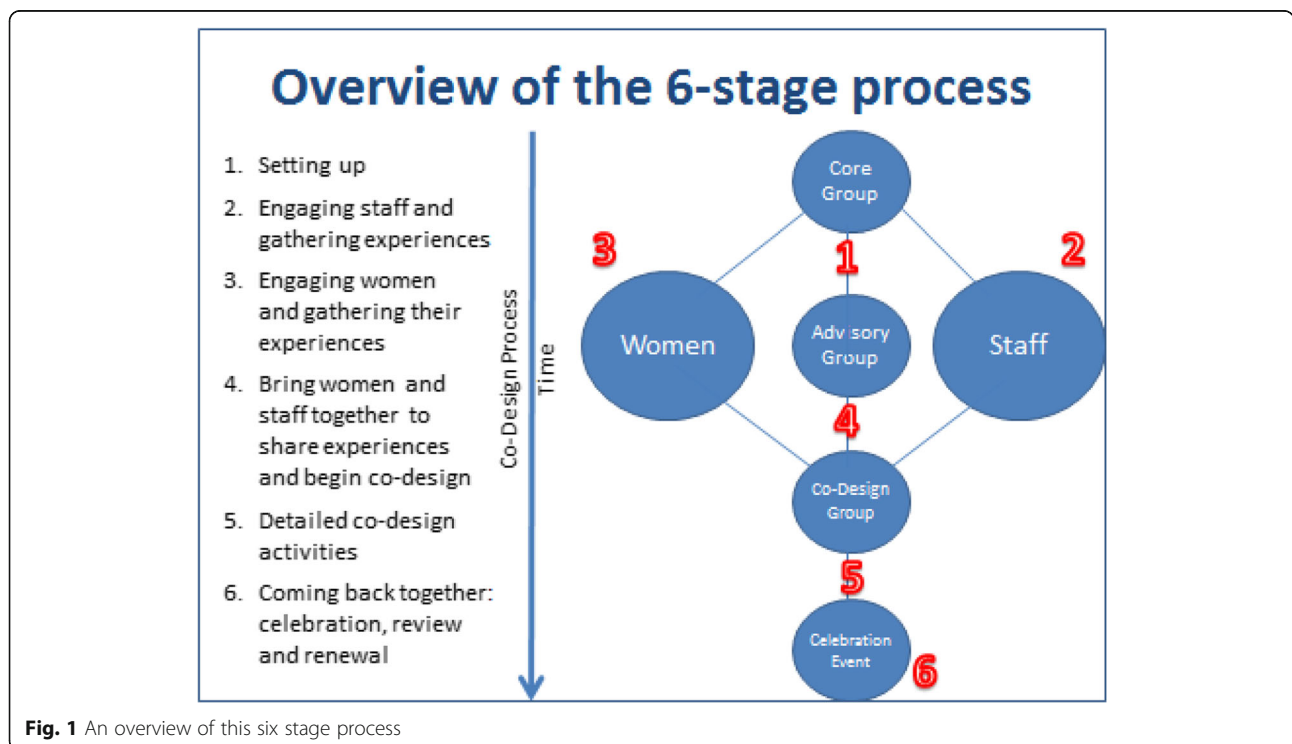 Overview of the 6-stage process
1. Setting up
2. Engaging staff and
gathering experiences
3. Engaging women
and gathering their
experiences
4. Bring women and
staff together to
share experiences
and begin co-design
5. Detailed co-design
activities
6. Coming back together:
celebration, review
and renewal
Co-Design Process
Time
Core
Group
3
1
2
Women
Advisory
Group
Staff
4
Co-Design
Group
5
Celebration
Event
6
Fig. 1 An overview of this six stage process